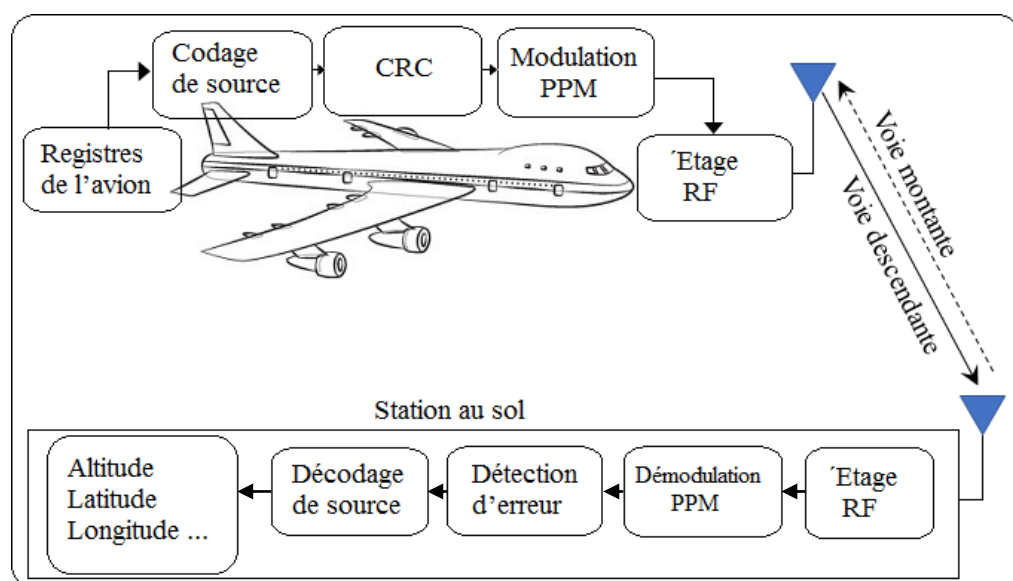 Codage
de source
CRC
Modulation
PPM
Registres
de l'avion
´Etage
RF
Voie montante
Voie descendante
Station au sol
Altitude
Latitude
Longitude ...
Décodage
de source
Détection
d'erreur
Démodulation
PPM
´Etage
RF